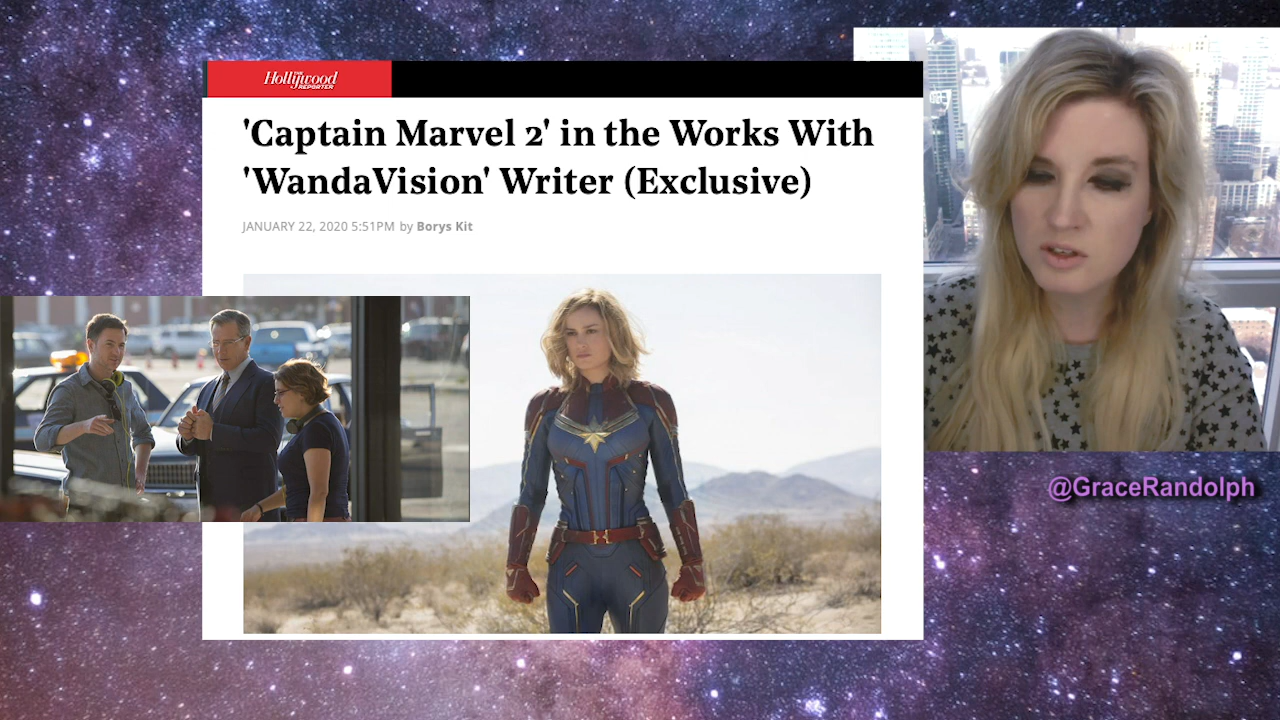 Hollywood
REPORTER
'Captain Marvel 2' in the Works With
'WandaVision' Writer (Exclusive)
JANUARY 22, 2020 5:51PM by Borys Kit
@GraceRandolph